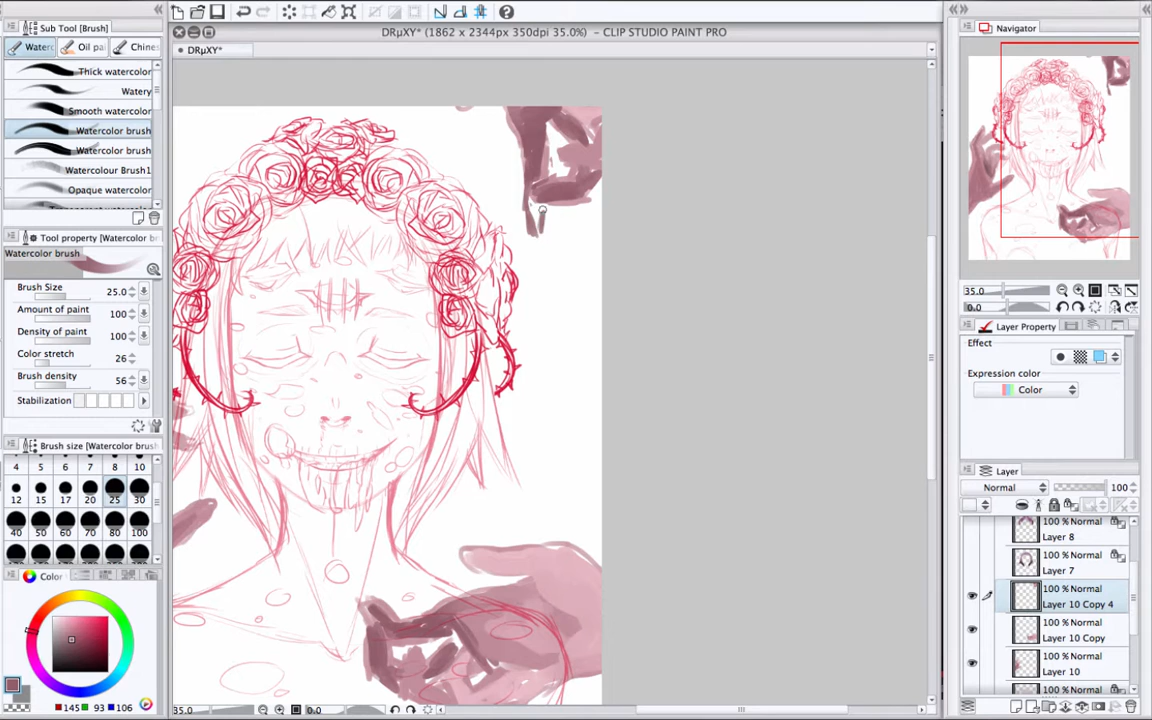 Sub Tool [Brush]
Waterc
Oil pai
Chines
Thick watercolor
Watery
Smooth watercolor
Watercolor brush
Watercolor brush
Watercolour Brush1
Opaque watercolor
Tool property [Watercolor br
Watercolor brush
Brush Size 25.0
Amount of paint 100
Density of paint 100
Color stretch 26
Brush density 56
Stabilization
Brush size [Watercolor brush
4 5 6 7 8 10
12 15 17 20 25 30
40 50 60 70 80 100
Color
145 93 106
DRµXY* (1862 x 2344px 350dpi 35.0%) - CLIP STUDIO PAINT PRO
DRµXY*
35.0 0.0
Navigator
35.0
0.0
Layer Property
Effect
Expression color
Color
Layer
Normal 100
100 % Normal
Layer 8
100 % Normal
Layer 7
100 % Normal
Layer 10 Copy 4
100 % Normal
Layer 10 Copy
100 % Normal
Layer 10
100 % Normal